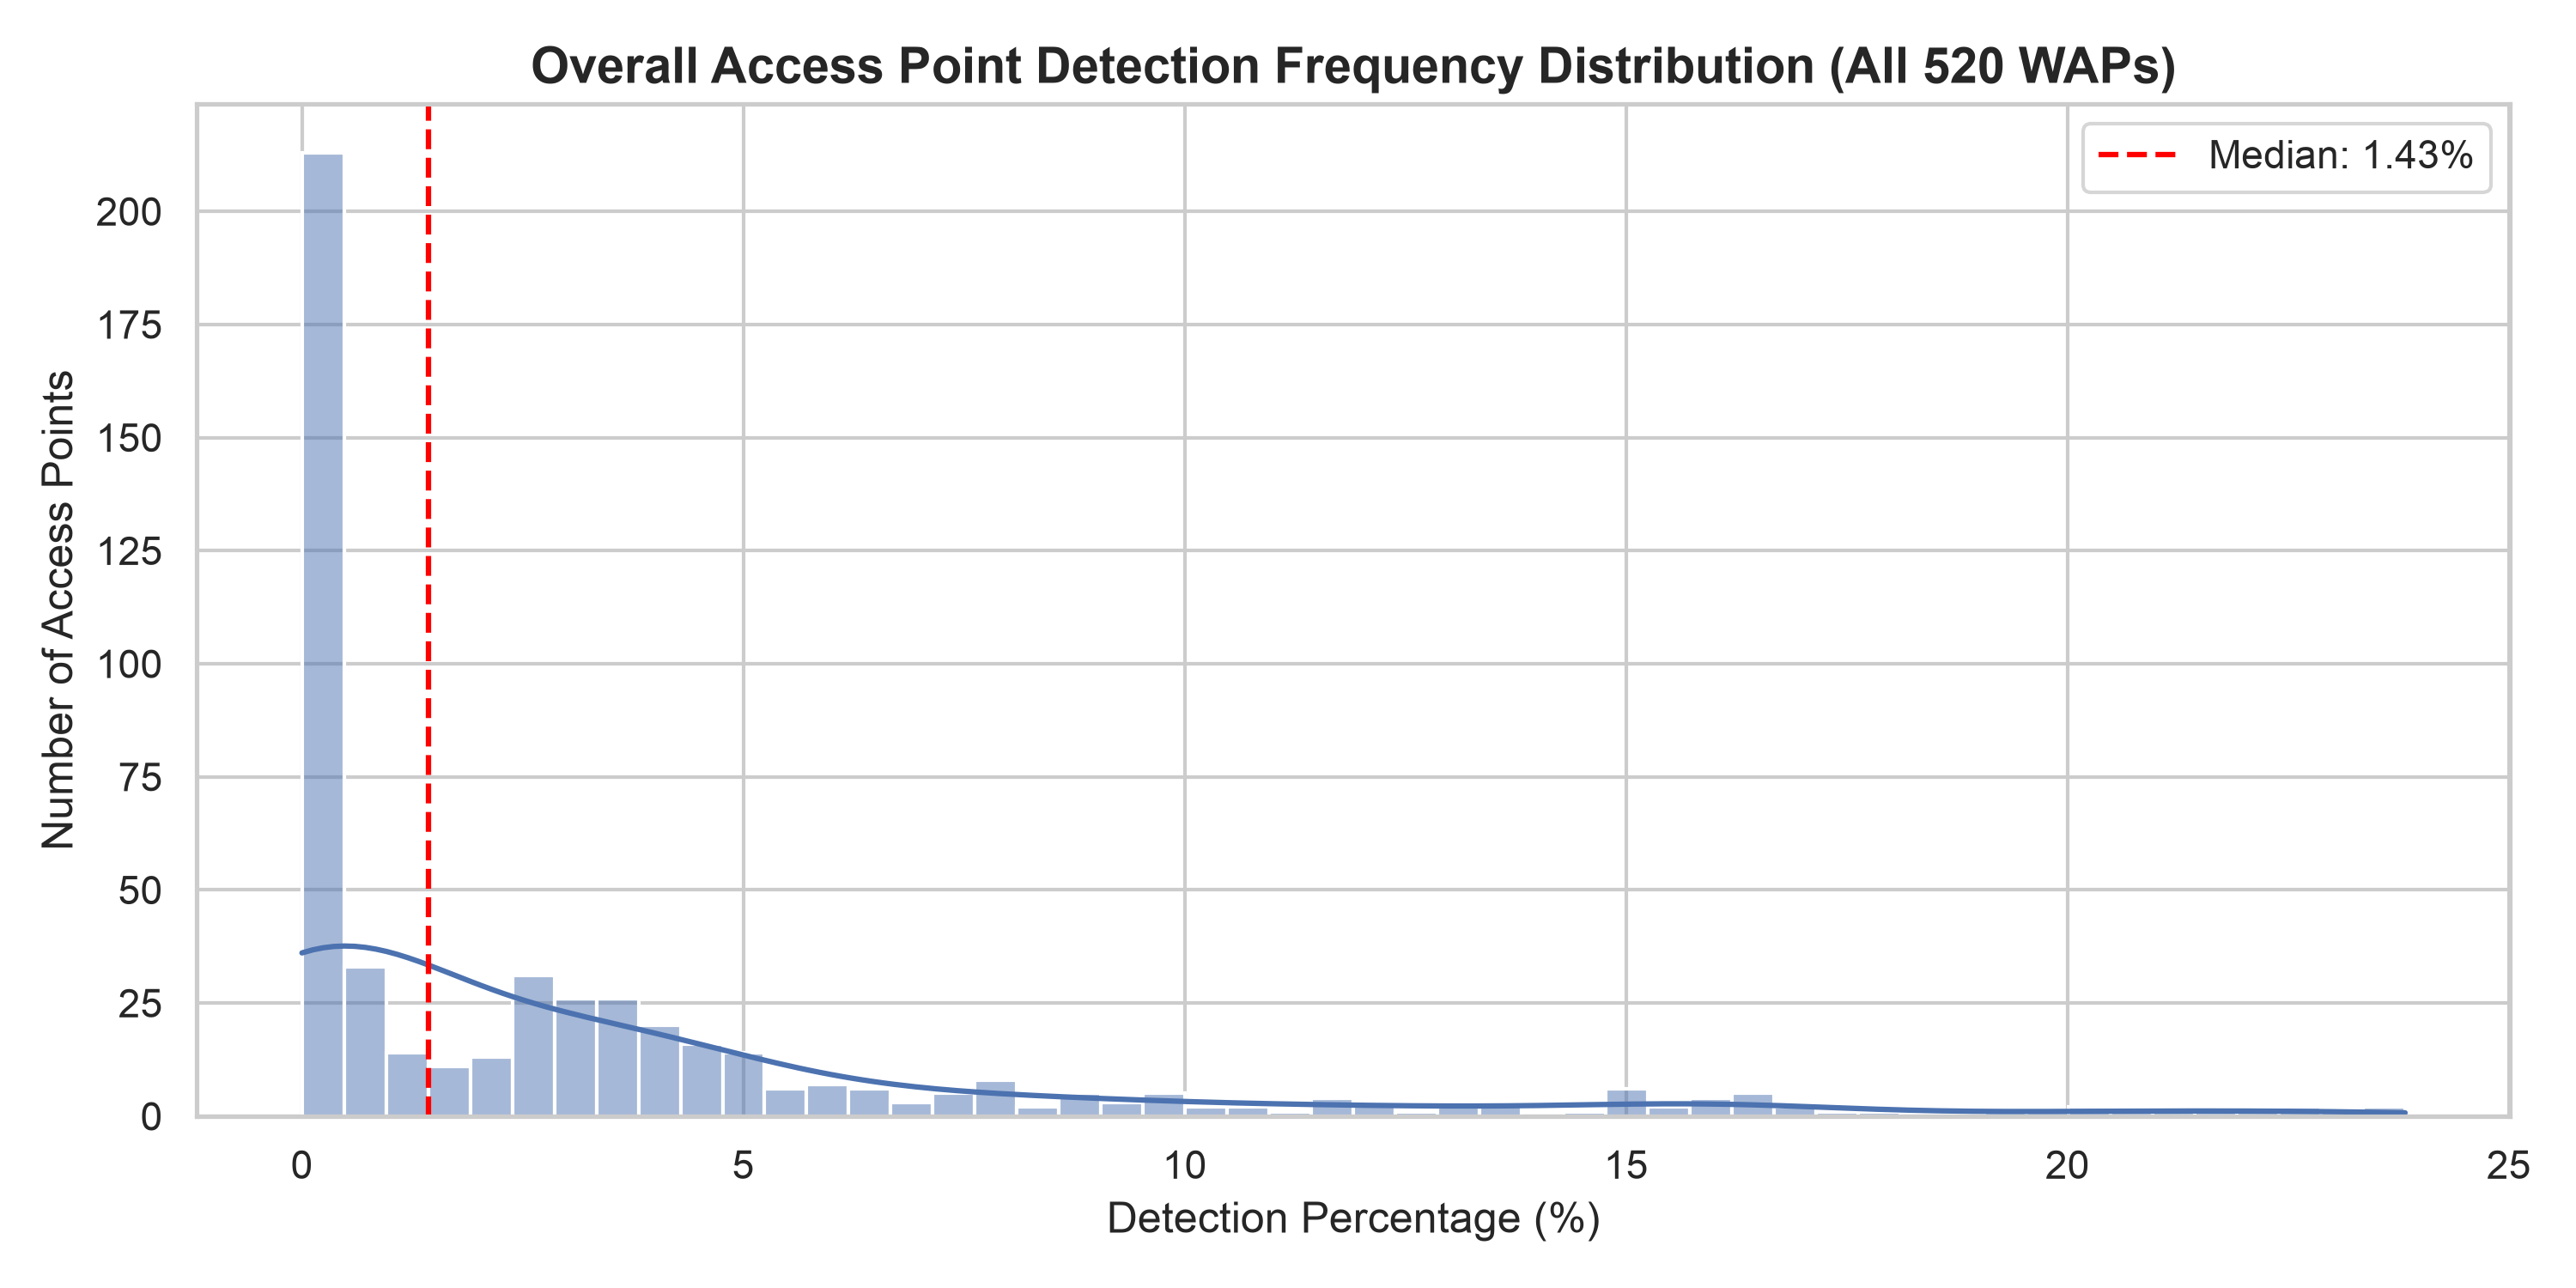 Overall Access Point Detection Frequency Distribution (All 520 WAPs)
Median: 1.43%
Number of Access Points
200
175
150
125
100
75
50
25
0
0 5 10 15 20 25
Detection Percentage (%)